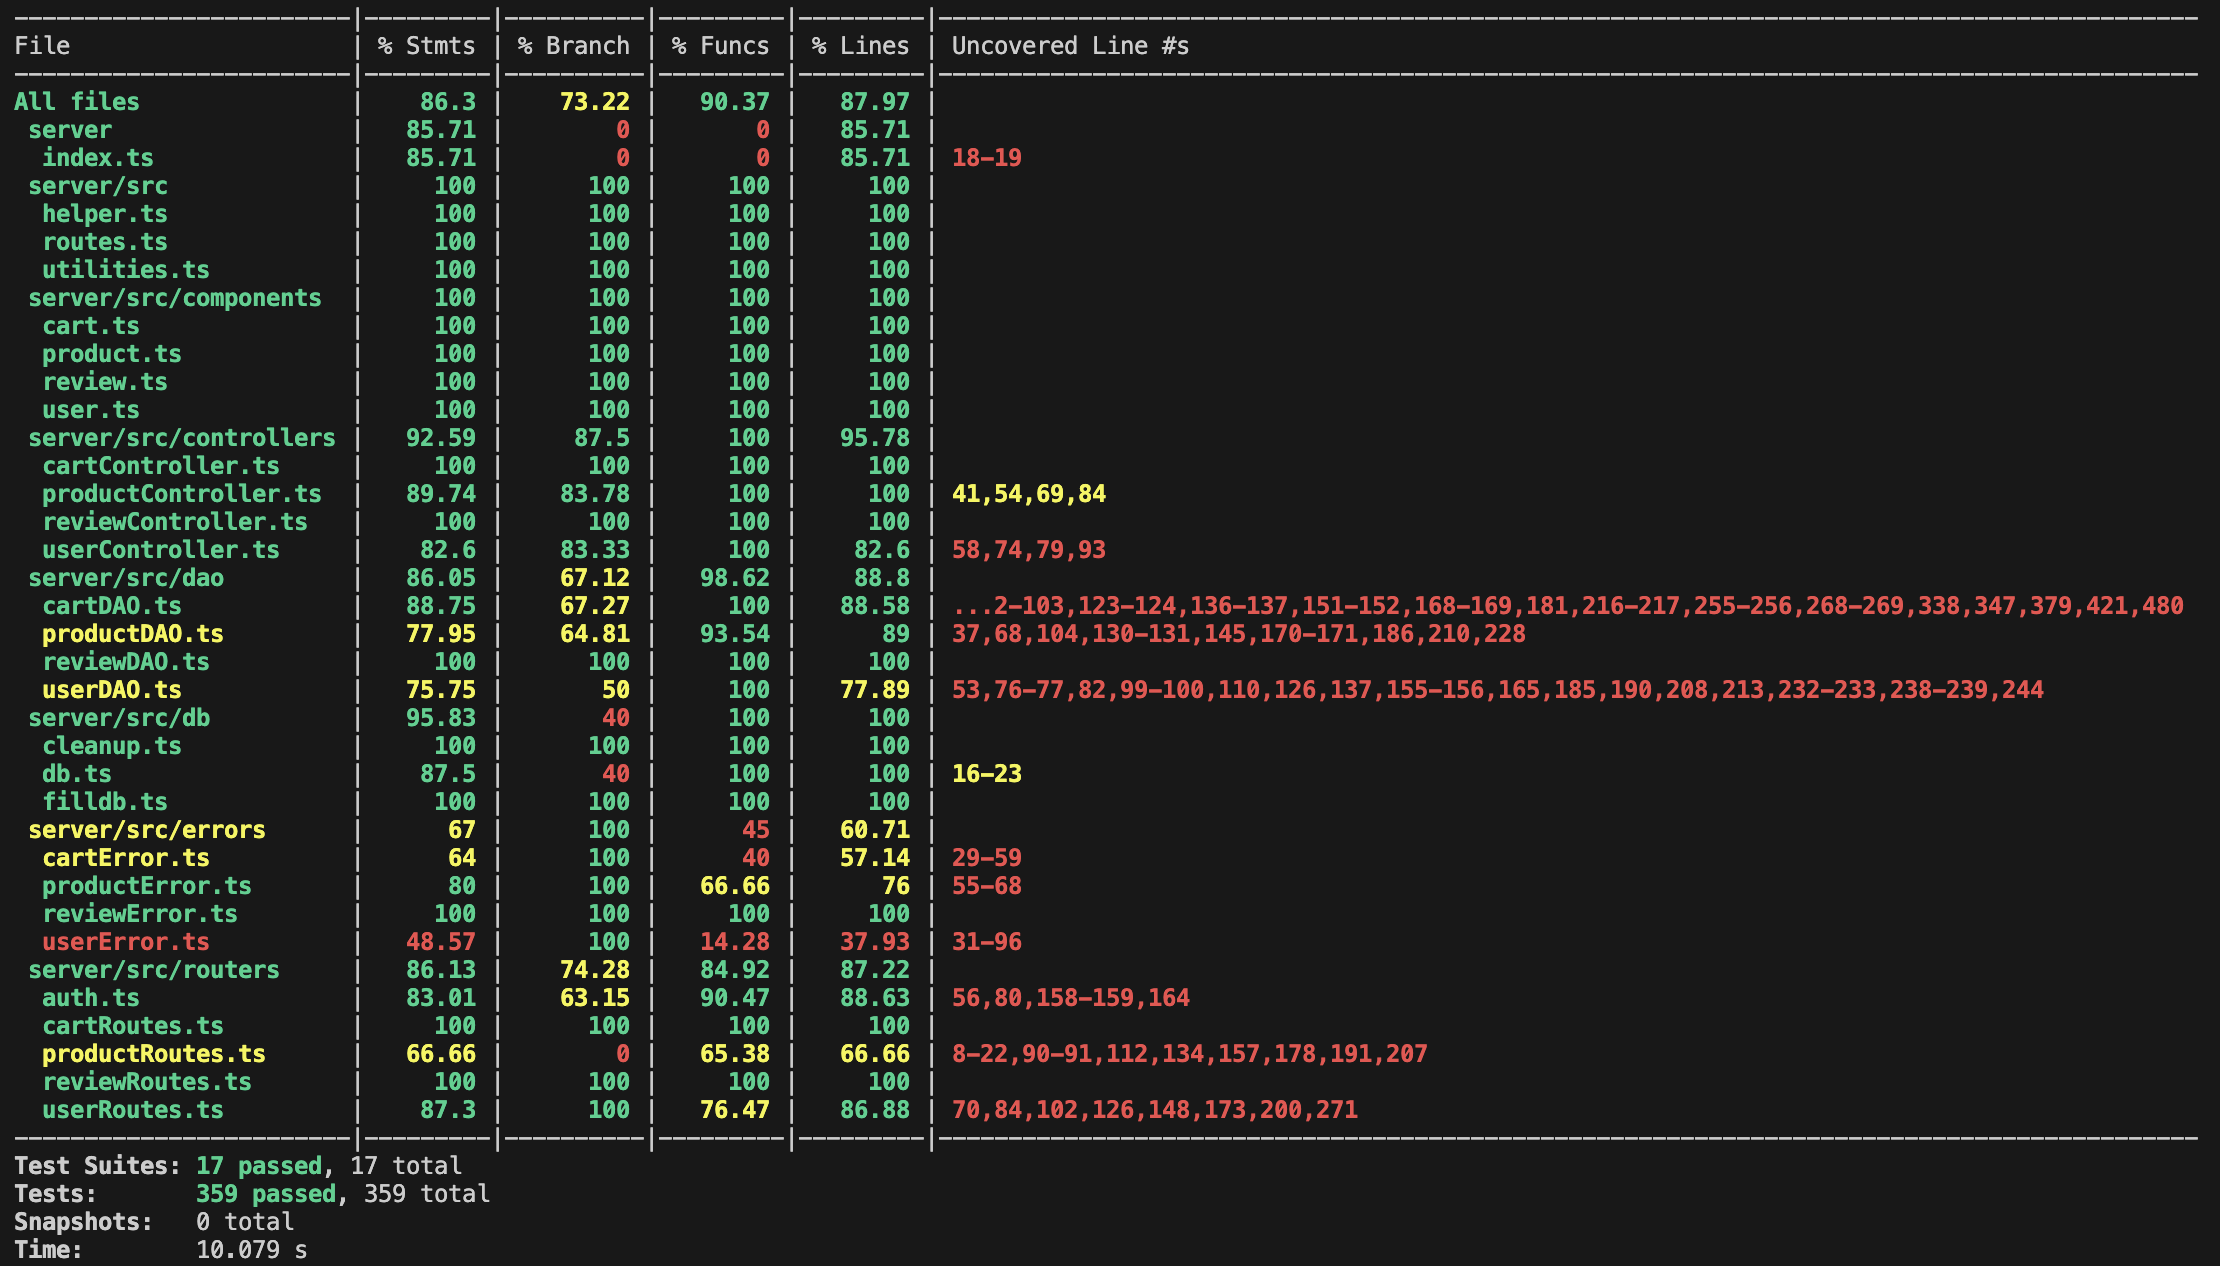 File | % Stmts | % Branch | % Funcs | % Lines | Uncovered Line #s
All files | 86.3 | 73.22 | 90.37 | 87.97 |
server | 85.71 | 0 | 0 | 85.71 |
index.ts | 85.71 | 0 | 0 | 85.71 | 18-19
server/src | 100 | 100 | 100 | 100 |
helper.ts | 100 | 100 | 100 | 100 |
routes.ts | 100 | 100 | 100 | 100 |
utilities.ts | 100 | 100 | 100 | 100 |
server/src/components | 100 | 100 | 100 | 100 |
cart.ts | 100 | 100 | 100 | 100 |
product.ts | 100 | 100 | 100 | 100 |
review.ts | 100 | 100 | 100 | 100 |
user.ts | 100 | 100 | 100 | 100 |
server/src/controllers | 92.59 | 87.5 | 100 | 95.78 |
cartController.ts | 100 | 100 | 100 | 100 |
productController.ts | 89.74 | 83.78 | 100 | 100 | 41,54,69,84
reviewController.ts | 100 | 100 | 100 | 100 |
userController.ts | 82.6 | 83.33 | 100 | 82.6 | 58,74,79,93
server/src/dao | 86.05 | 67.12 | 98.62 | 88.8 |
cartDAO.ts | 88.75 | 67.27 | 100 | 88.58 | ...2-103,123-124,136-137,151-152,168-169,181,216-217,255-256,268-269,338,347,379,421,480
productDAO.ts | 77.95 | 64.81 | 93.54 | 89 | 37,68,104,130-131,145,170-171,186,210,228
reviewDAO.ts | 100 | 100 | 100 | 100 |
userDAO.ts | 75.75 | 50 | 100 | 77.89 | 53,76-77,82,99-100,110,126,137,155-156,165,185,190,208,213,232-233,238-239,244
server/src/db | 95.83 | 40 | 100 | 100 |
cleanup.ts | 100 | 100 | 100 | 100 |
db.ts | 87.5 | 40 | 100 | 100 | 16-23
filldb.ts | 100 | 100 | 100 | 100 |
server/src/errors | 67 | 100 | 45 | 60.71 |
cartError.ts | 64 | 100 | 40 | 57.14 | 29-59
productError.ts | 80 | 100 | 66.66 | 76 | 55-68
reviewError.ts | 100 | 100 | 100 | 100 |
userError.ts | 48.57 | 100 | 14.28 | 37.93 | 31-96
server/src/routers | 86.13 | 74.28 | 84.92 | 87.22 |
auth.ts | 83.01 | 63.15 | 90.47 | 88.63 | 56,80,158-159,164
cartRoutes.ts | 100 | 100 | 100 | 100 |
productRoutes.ts | 66.66 | 0 | 65.38 | 66.66 | 8-22,90-91,112,134,157,178,191,207
reviewRoutes.ts | 100 | 100 | 100 | 100 |
userRoutes.ts | 87.3 | 100 | 76.47 | 86.88 | 70,84,102,126,148,173,200,271
Test Suites: 17 passed, 17 total
Tests: 359 passed, 359 total
Snapshots: 0 total
Time: 10.079 s